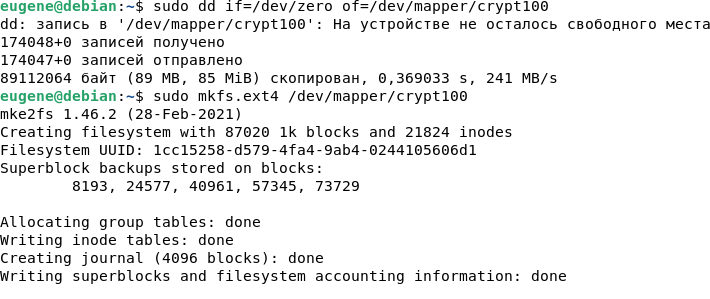 eugene@debian:~$ sudo dd if=/dev/zero of=/dev/mapper/crypt100
dd: запись в '/dev/mapper/crypt100': На устройстве не осталось свободного места
174048+0 записей получено
174047+0 записей отправлено
89112064 байт (89 MB, 85 MiB) скопирован, 0,369033 s, 241 MB/s
eugene@debian:~$ sudo mkfs.ext4 /dev/mapper/crypt100
mke2fs 1.46.2 (28-Feb-2021)
Creating filesystem with 87020 1k blocks and 21824 inodes
Filesystem UUID: 1cc15258-d579-4fa4-9ab4-0244105606d1
Superblock backups stored on blocks:
        8193, 24577, 40961, 57345, 73729

Allocating group tables: done
Writing inode tables: done
Creating journal (4096 blocks): done
Writing superblocks and filesystem accounting information: done